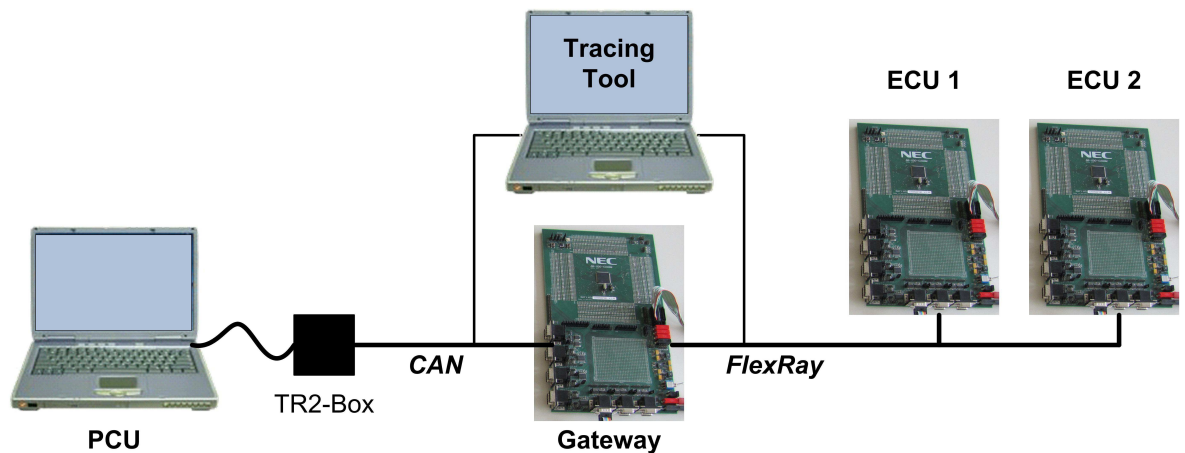 Tracing
Tool
ECU 1
ECU 2
NEC
NEC
NEC
CAN
FlexRay
TR2-Box
PCU
Gateway